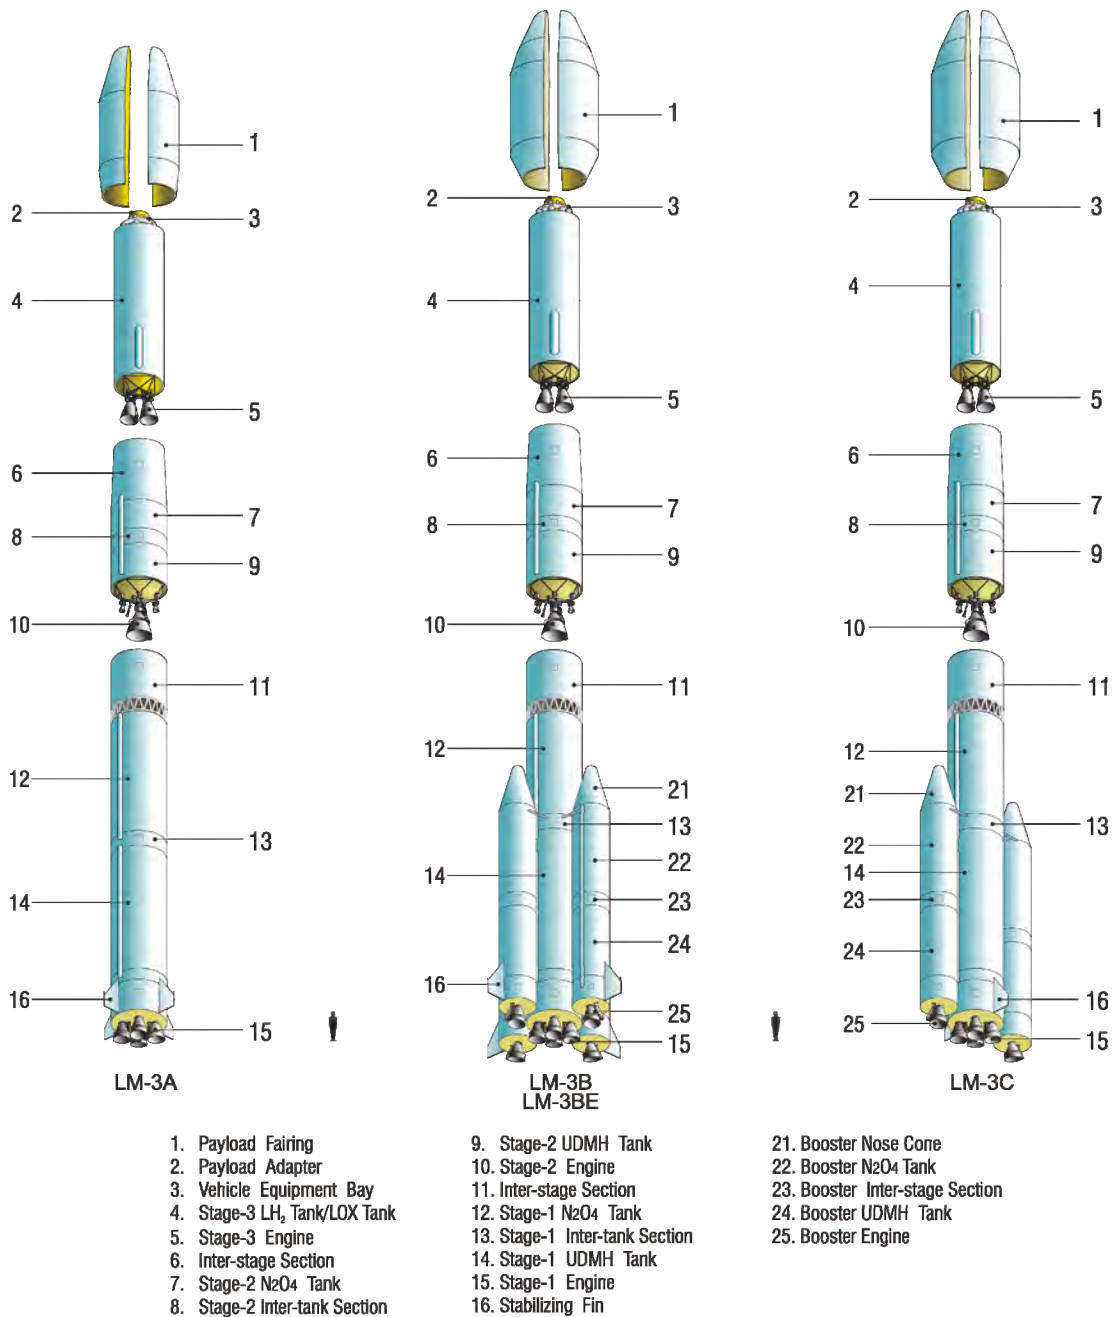 1
2
3
4
5
6
7
8
9
10
11
12
13
14
16
15
LM-3A
1
2
3
4
5
6
7
8
9
10
11
12
21
13
22
14
23
24
16
25
15
LM-3B
LM-3BE
1
2
3
4
5
6
7
8
9
10
11
12
21
13
22
14
23
24
16
25
15
LM-3C
1. Payload Fairing
2. Payload Adapter
3. Vehicle Equipment Bay
4. Stage-3 LH₂ Tank/LOX Tank
5. Stage-3 Engine
6. Inter-stage Section
7. Stage-2 N2O4 Tank
8. Stage-2 Inter-tank Section
9. Stage-2 UDMH Tank
10. Stage-2 Engine
11. Inter-stage Section
12. Stage-1 N2O4 Tank
13. Stage-1 Inter-tank Section
14. Stage-1 UDMH Tank
15. Stage-1 Engine
16. Stabilizing Fin
21. Booster Nose Cone
22. Booster N2O4 Tank
23. Booster Inter-stage Section
24. Booster UDMH Tank
25. Booster Engine